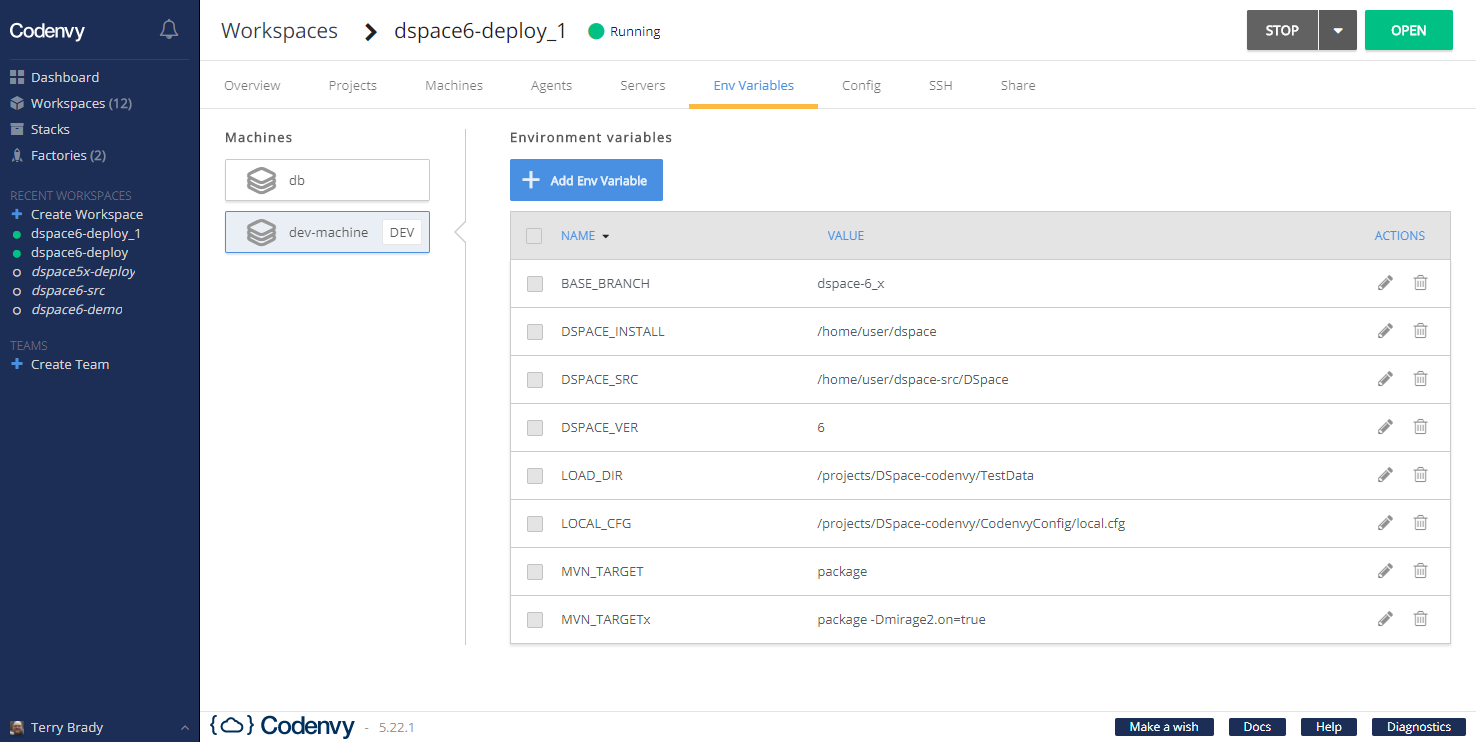 Codenvy
Dashboard
Workspaces (12)
Stacks
Factories (2)
RECENT WORKSPACES
Create Workspace
dspace6-deploy_1
dspace6-deploy
dspace5x-deploy
dspace6-src
dspace6-demo
TEAMS
Create Team
Terry Brady
Workspaces dspace6-deploy_1 Running
STOP OPEN
Overview Projects Machines Agents Servers Env Variables Config SSH Share
Machines
db
dev-machine DEV
Environment variables
Add Env Variable
NAME VALUE ACTIONS
BASE_BRANCH dspace-6_x
DSPACE_INSTALL /home/user/dspace
DSPACE_SRC /home/user/dspace-src/DSpace
DSPACE_VER 6
LOAD_DIR /projects/DSpace-codenvy/TestData
LOCAL_CFG /projects/DSpace-codenvy/CodenvyConfig/local.cfg
MVN_TARGET package
MVN_TARGETx package -Dmirage2.on=true
{ } Codenvy - 5.22.1
Make a wish Docs Help Diagnostics